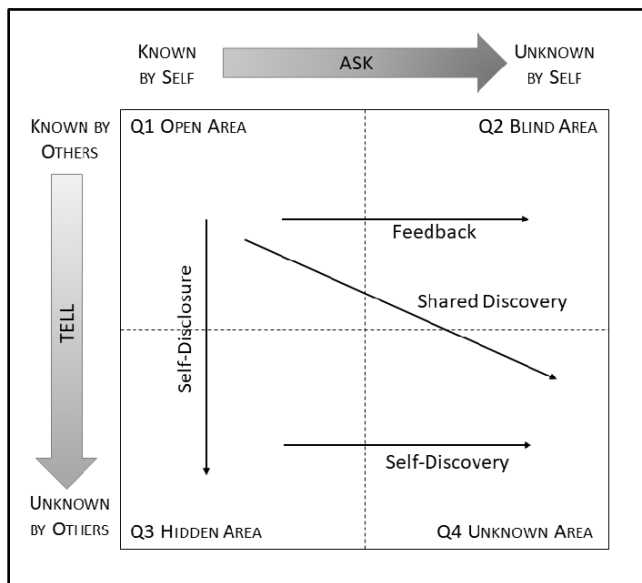 KNOWN
BY SELF
ASK
UNKNOWN
BY SELF
KNOWN BY
OTHERS
Q1 OPEN AREA
Q2 BLIND AREA
Feedback
Self-Disclosure
Shared Discovery
TELL
Self-Discovery
UNKNOWN
BY OTHERS
Q3 HIDDEN AREA
Q4 UNKNOWN AREA